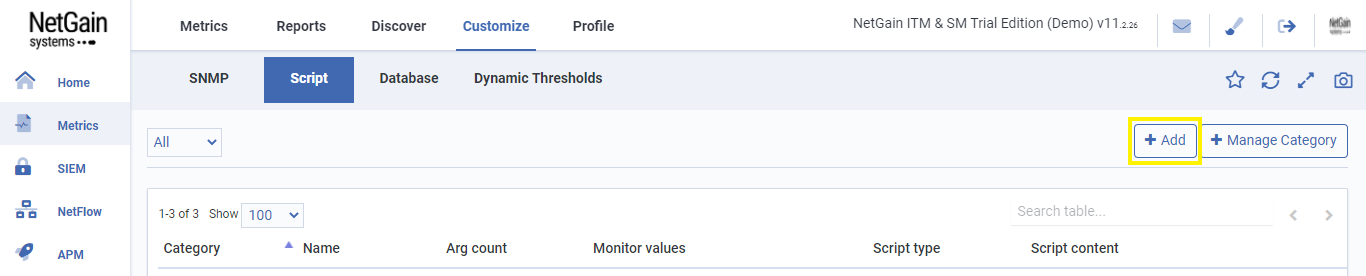 NetGain
systems
Metrics Reports Discover Customize Profile
NetGain ITM & SM Trial Edition (Demo) v11.2.26
NetGain
systems
Home
Metrics
SIEM
NetFlow
APM
SNMP Script Database Dynamic Thresholds
All
+ Add
+ Manage Category
1-3 of 3 Show 100
Search table...
Category Name Arg count Monitor values Script type Script content